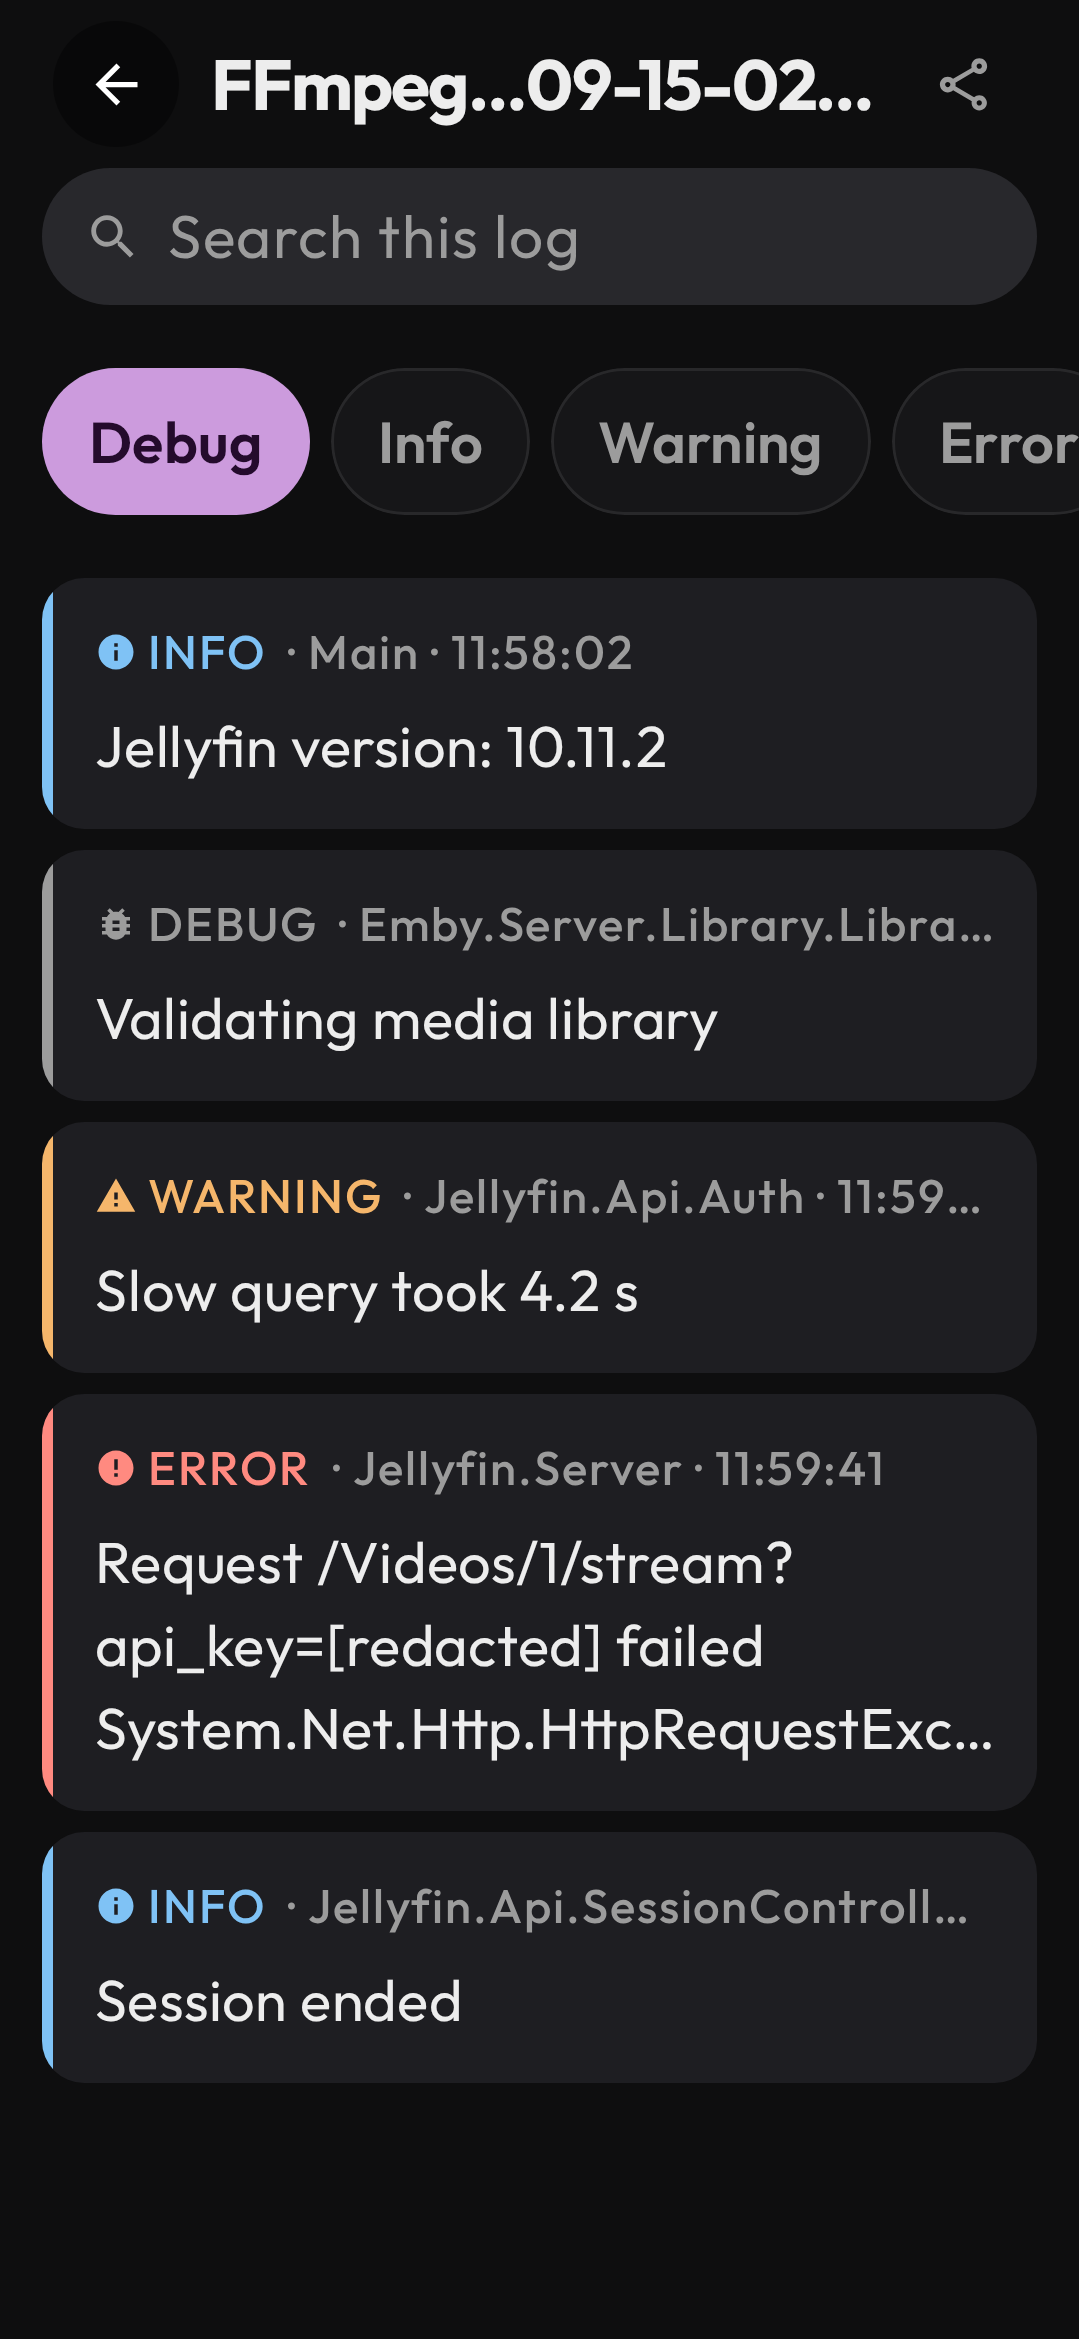 FFmpeg...09-15-02...
Search this log
Debug
Info
Warning
Error
INFO · Main · 11:58:02
Jellyfin version: 10.11.2
DEBUG · Emby.Server.Library.Libra...
Validating media library
WARNING · Jellyfin.Api.Auth · 11:59...
Slow query took 4.2 s
ERROR · Jellyfin.Server · 11:59:41
Request /Videos/1/stream?
api_key=[redacted] failed
System.Net.Http.HttpRequestExc...
INFO · Jellyfin.Api.SessionControll...
Session ended